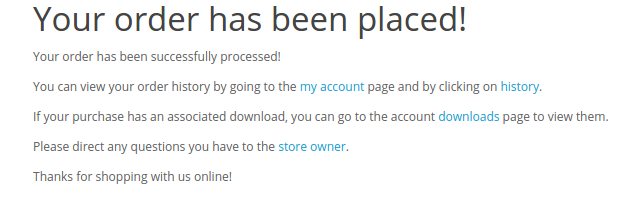 Your order has been placed!
Your order has been successfully processed!
You can view your order history by going to the my account page and by clicking on history.
If your purchase has an associated download, you can go to the account downloads page to view them.
Please direct any questions you have to the store owner.
Thanks for shopping with us online!